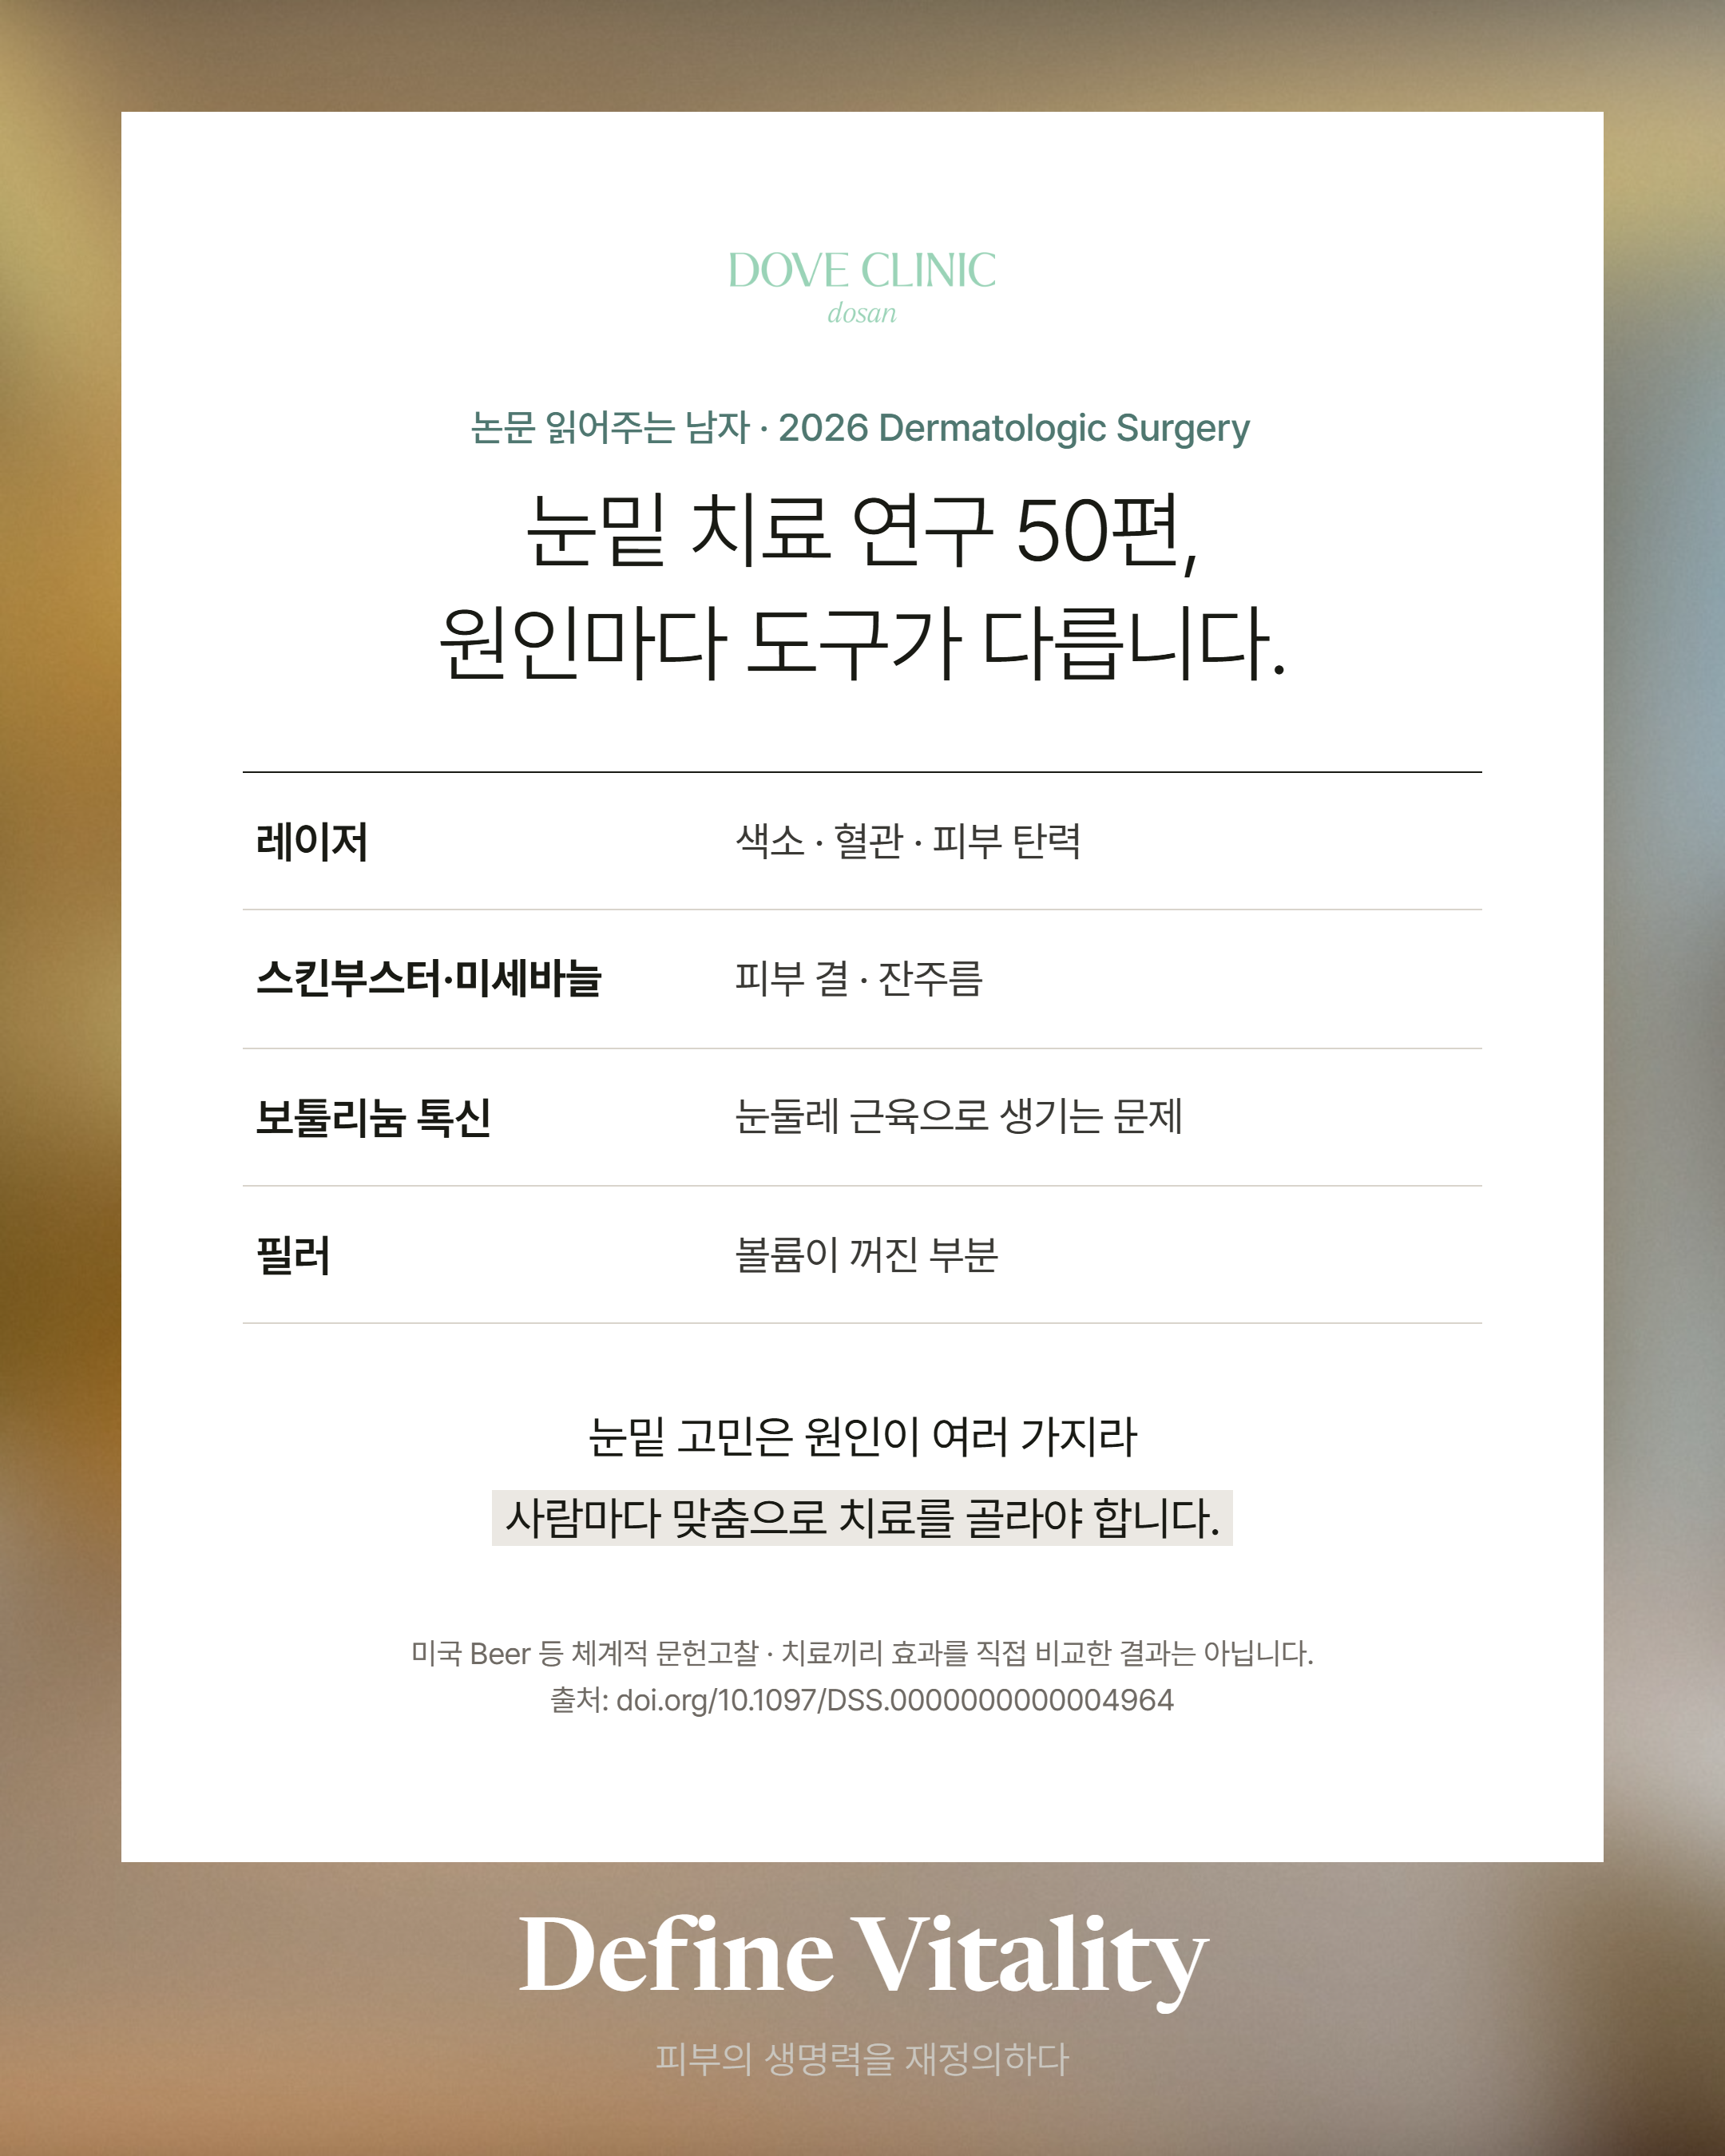 DOVE CLINIC
dosan
논문 읽어주는 남자 · 2026 Dermatologic Surgery
눈밑 치료 연구 50편,
원인마다 도구가 다릅니다.
레이저 색소 · 혈관 · 피부 탄력
스킨부스터·미세바늘 피부 결 · 잔주름
보툴리눔 톡신 눈둘레 근육으로 생기는 문제
필러 볼륨이 꺼진 부분
눈밑 고민은 원인이 여러 가지라
사람마다 맞춤으로 치료를 골라야 합니다.
미국 Beer 등 체계적 문헌고찰 · 치료끼리 효과를 직접 비교한 결과는 아닙니다.
출처: doi.org/10.1097/DSS.0000000000004964
Define Vitality
피부의 생명력을 재정의하다